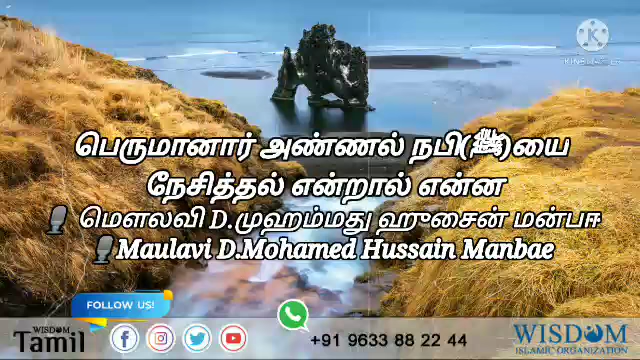 KINEMASTER
பெருமானார் அண்ணல் நபி(ﷺ)யை
நேசித்தல் என்றால் என்ன
மௌலவி D.முஹம்மது ஹுசைன் மன்பஈ
Maulavi D.Mohamed Hussain Manbae
FOLLOW US!
WISDOM
Tamil
+91 9633 88 22 44
WISDOM
ISLAMIC ORGANIZATION